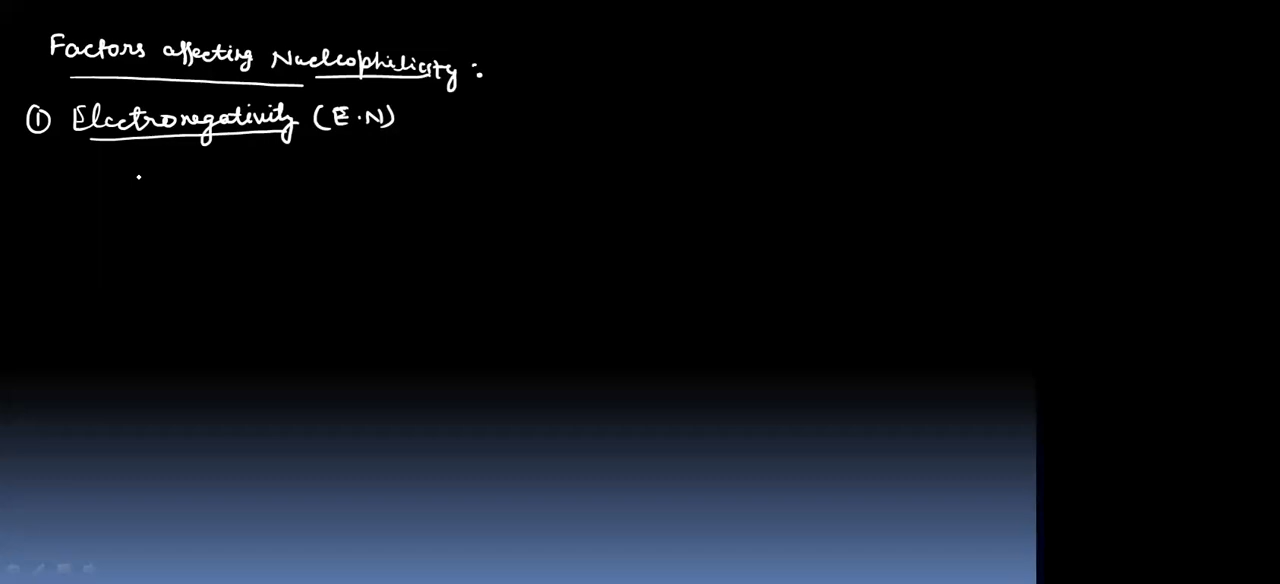 Factors affecting Nucleophilicity :
① Electronegativity (E.N)